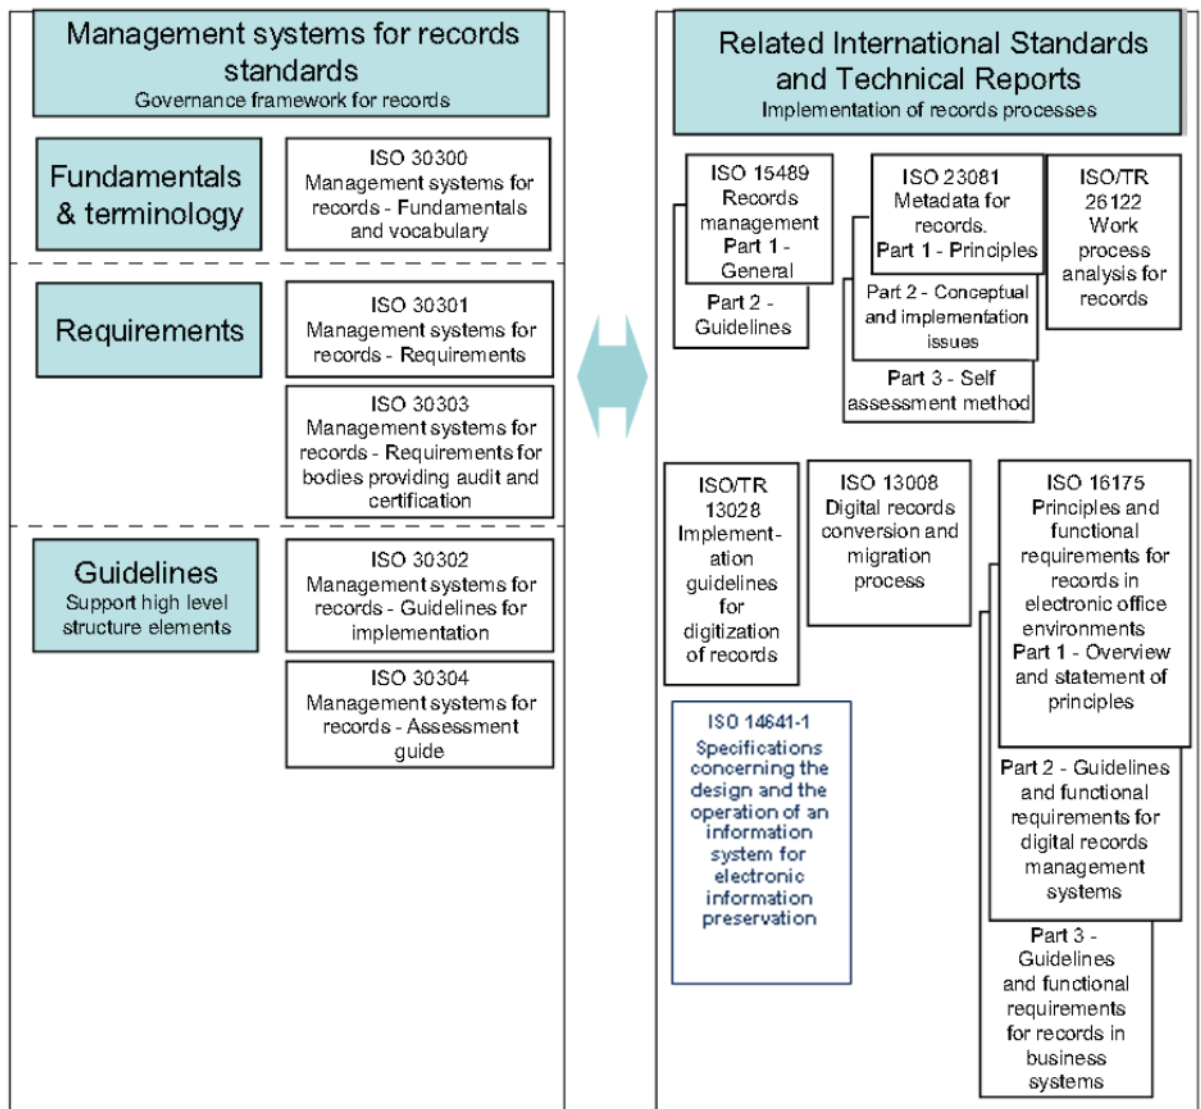 Management systems for records
standards
Governance framework for records
Fundamentals
& terminology
ISO 30300
Management systems for
records - Fundamentals
and vocabulary
Requirements
ISO 30301
Management systems for
records - Requirements
ISO 30303
Management systems for
records - Requirements for
bodies providing audit and
certification
Guidelines
Support high level
structure elements
ISO 30302
Management systems for
records - Guidelines for
implementation
ISO 30304
Management systems for
records - Assessment
guide
Related International Standards
and Technical Reports
Implementation of records processes
ISO 15489
Records
management
Part 1 -
General
Part 2 -
Guidelines
ISO 23081
Metadata for
records.
Part 1 - Principles
Part 2 - Conceptual
and implementation
issues
Part 3 - Self
assessment method
ISO/TR
26122
Work
process
analysis for
records
ISO/TR
13028
Implement-
ation
guidelines
for
digitization
of records
ISO 13008
Digital records
conversion and
migration
process
ISO 16175
Principles and
functional
requirements for
records in
electronic office
environments
Part 1 - Overview
and statement of
principles
Part 2 - Guidelines
and functional
requirements for
digital records
management
systems
Part 3 -
Guidelines
and functional
requirements
for records in
business
systems
ISO 14641-1
Specifications
concerning the
design and the
operation of an
information
system for
electronic
information
preservation